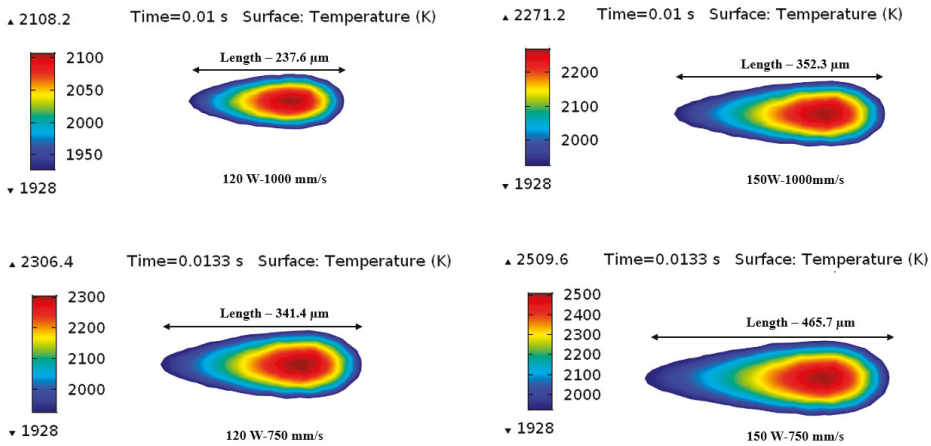 ▲ 2108.2 Time=0.01 s Surface: Temperature (K)
Length – 237.6 µm
2100
2050
2000
1950
▼ 1928
120 W-1000 mm/s
▲ 2271.2 Time=0.01 s Surface: Temperature (K)
Length – 352.3 µm
2200
2100
2000
▼ 1928
150W-1000mm/s
▲ 2306.4 Time=0.0133 s Surface: Temperature (K)
Length – 341.4 µm
2300
2200
2100
2000
▼ 1928
120 W-750 mm/s
▲ 2509.6 Time=0.0133 s Surface: Temperature (K)
Length – 465.7 µm
2500
2400
2300
2200
2100
2000
▼ 1928
150 W-750 mm/s